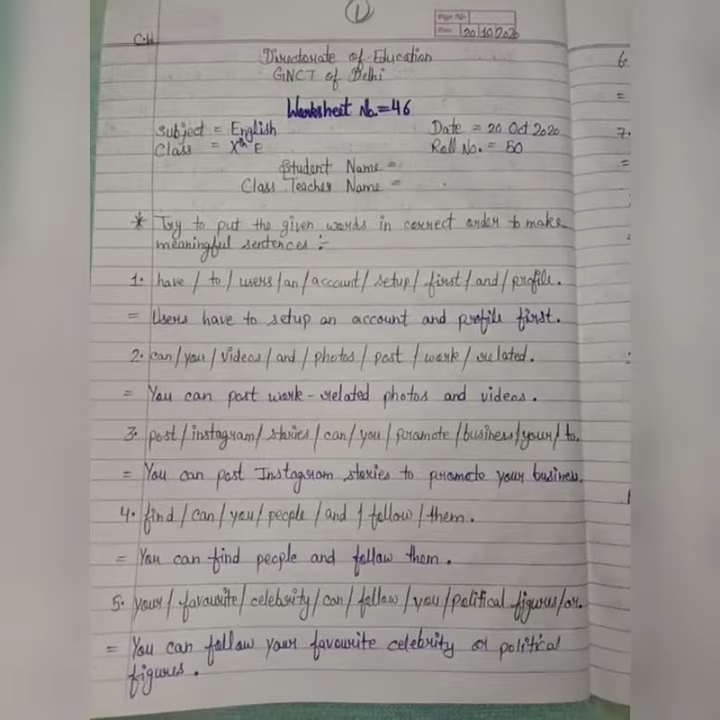 1
Page No.
Date 20/10/2020
C.W
Directorate of Education
GNCT of Delhi
Worksheet No.=46
Subject = English
Date = 20 Oct 2020
Class = Xth E
Roll No. = 50
Student Name =
Class Teacher Name =
* Try to put the given words in correct order to make
meaningful sentences :-
1. have / to / users / an / account / setup / first / and / profile.
= Users have to setup an account and profile first.
2. can / you / videos / and / photos / post / work / related.
= You can post work-related photos and videos.
3. post / instagram / stories / can / you / promote / business / your / to.
= You can post Instagram stories to promote your business.
4. find / can / you / people / and / follow / them.
= You can find people and follow them.
5. your / favourite / celebrity / can / follow / you / political figures / or.
= You can follow your favourite celebrity or political
figures.
6.
=
7.
=